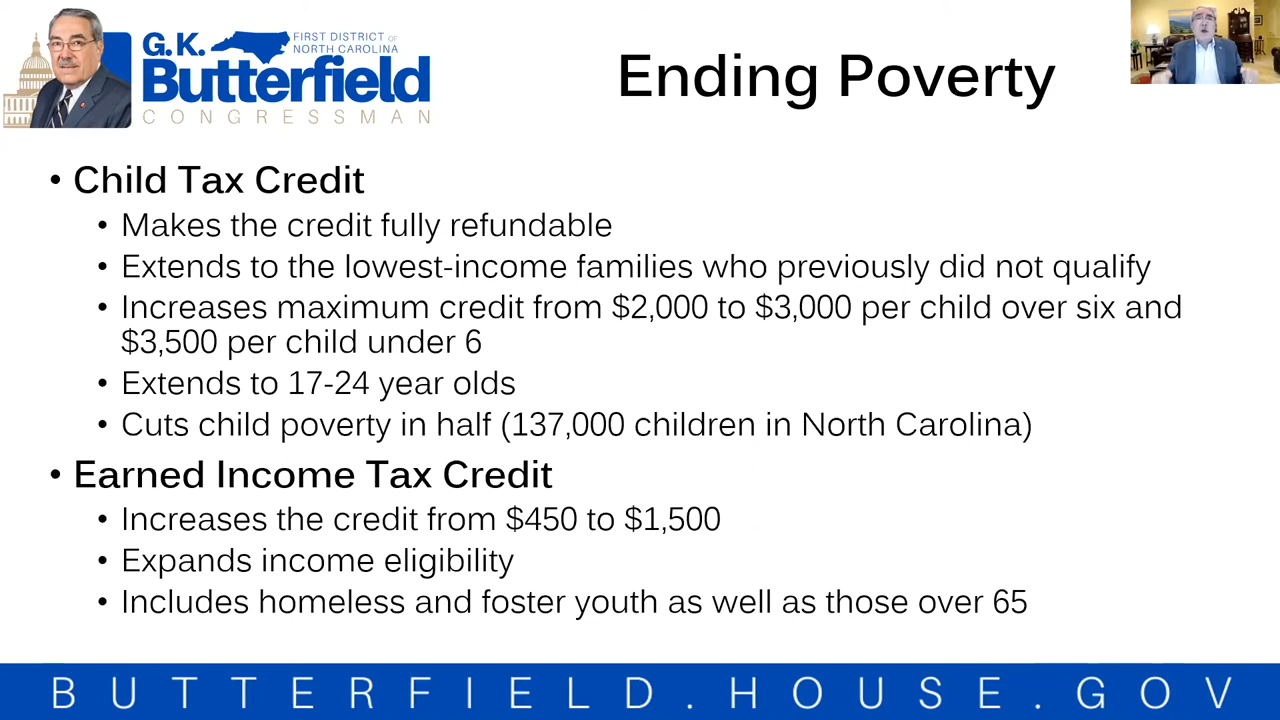 G.K.
FIRST DISTRICT OF
NORTH CAROLINA
Butterfield
CONGRESSMAN
Ending Poverty
• Child Tax Credit
• Makes the credit fully refundable
• Extends to the lowest-income families who previously did not qualify
• Increases maximum credit from $2,000 to $3,000 per child over six and
$3,500 per child under 6
• Extends to 17-24 year olds
• Cuts child poverty in half (137,000 children in North Carolina)
• Earned Income Tax Credit
• Increases the credit from $450 to $1,500
• Expands income eligibility
• Includes homeless and foster youth as well as those over 65
BUTTERFIELD.HOUSE.GOV